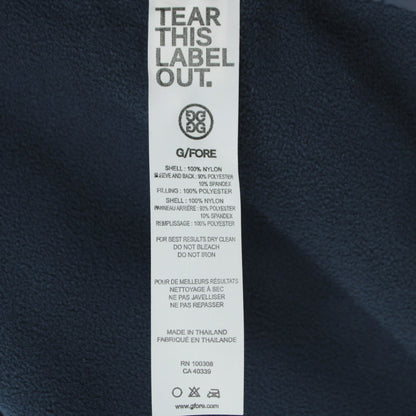 TEAR
THIS
LABEL
OUT.
G/FORE
SHELL : 100% NYLON
SLEEVE AND BACK : 90% POLYESTER
10% SPANDEX
FILLING : 100% POLYESTER
SHELL : 100% NYLON
PANNEAU ARRIÈRE : 90% POLYESTER
10% SPANDEX
REMPLISSAGE : 100% POLYESTER
FOR BEST RESULTS DRY CLEAN
DO NOT BLEACH
DO NOT IRON
POUR DE MEILLEURS RÉSULTATS
NETTOYAGE À SEC
NE PAS JAVELLISER
NE PAS REPASSER
MADE IN THAILAND
FABRIQUÉ EN THAILAND
RN 100308
CA 40339
www.gfore.com